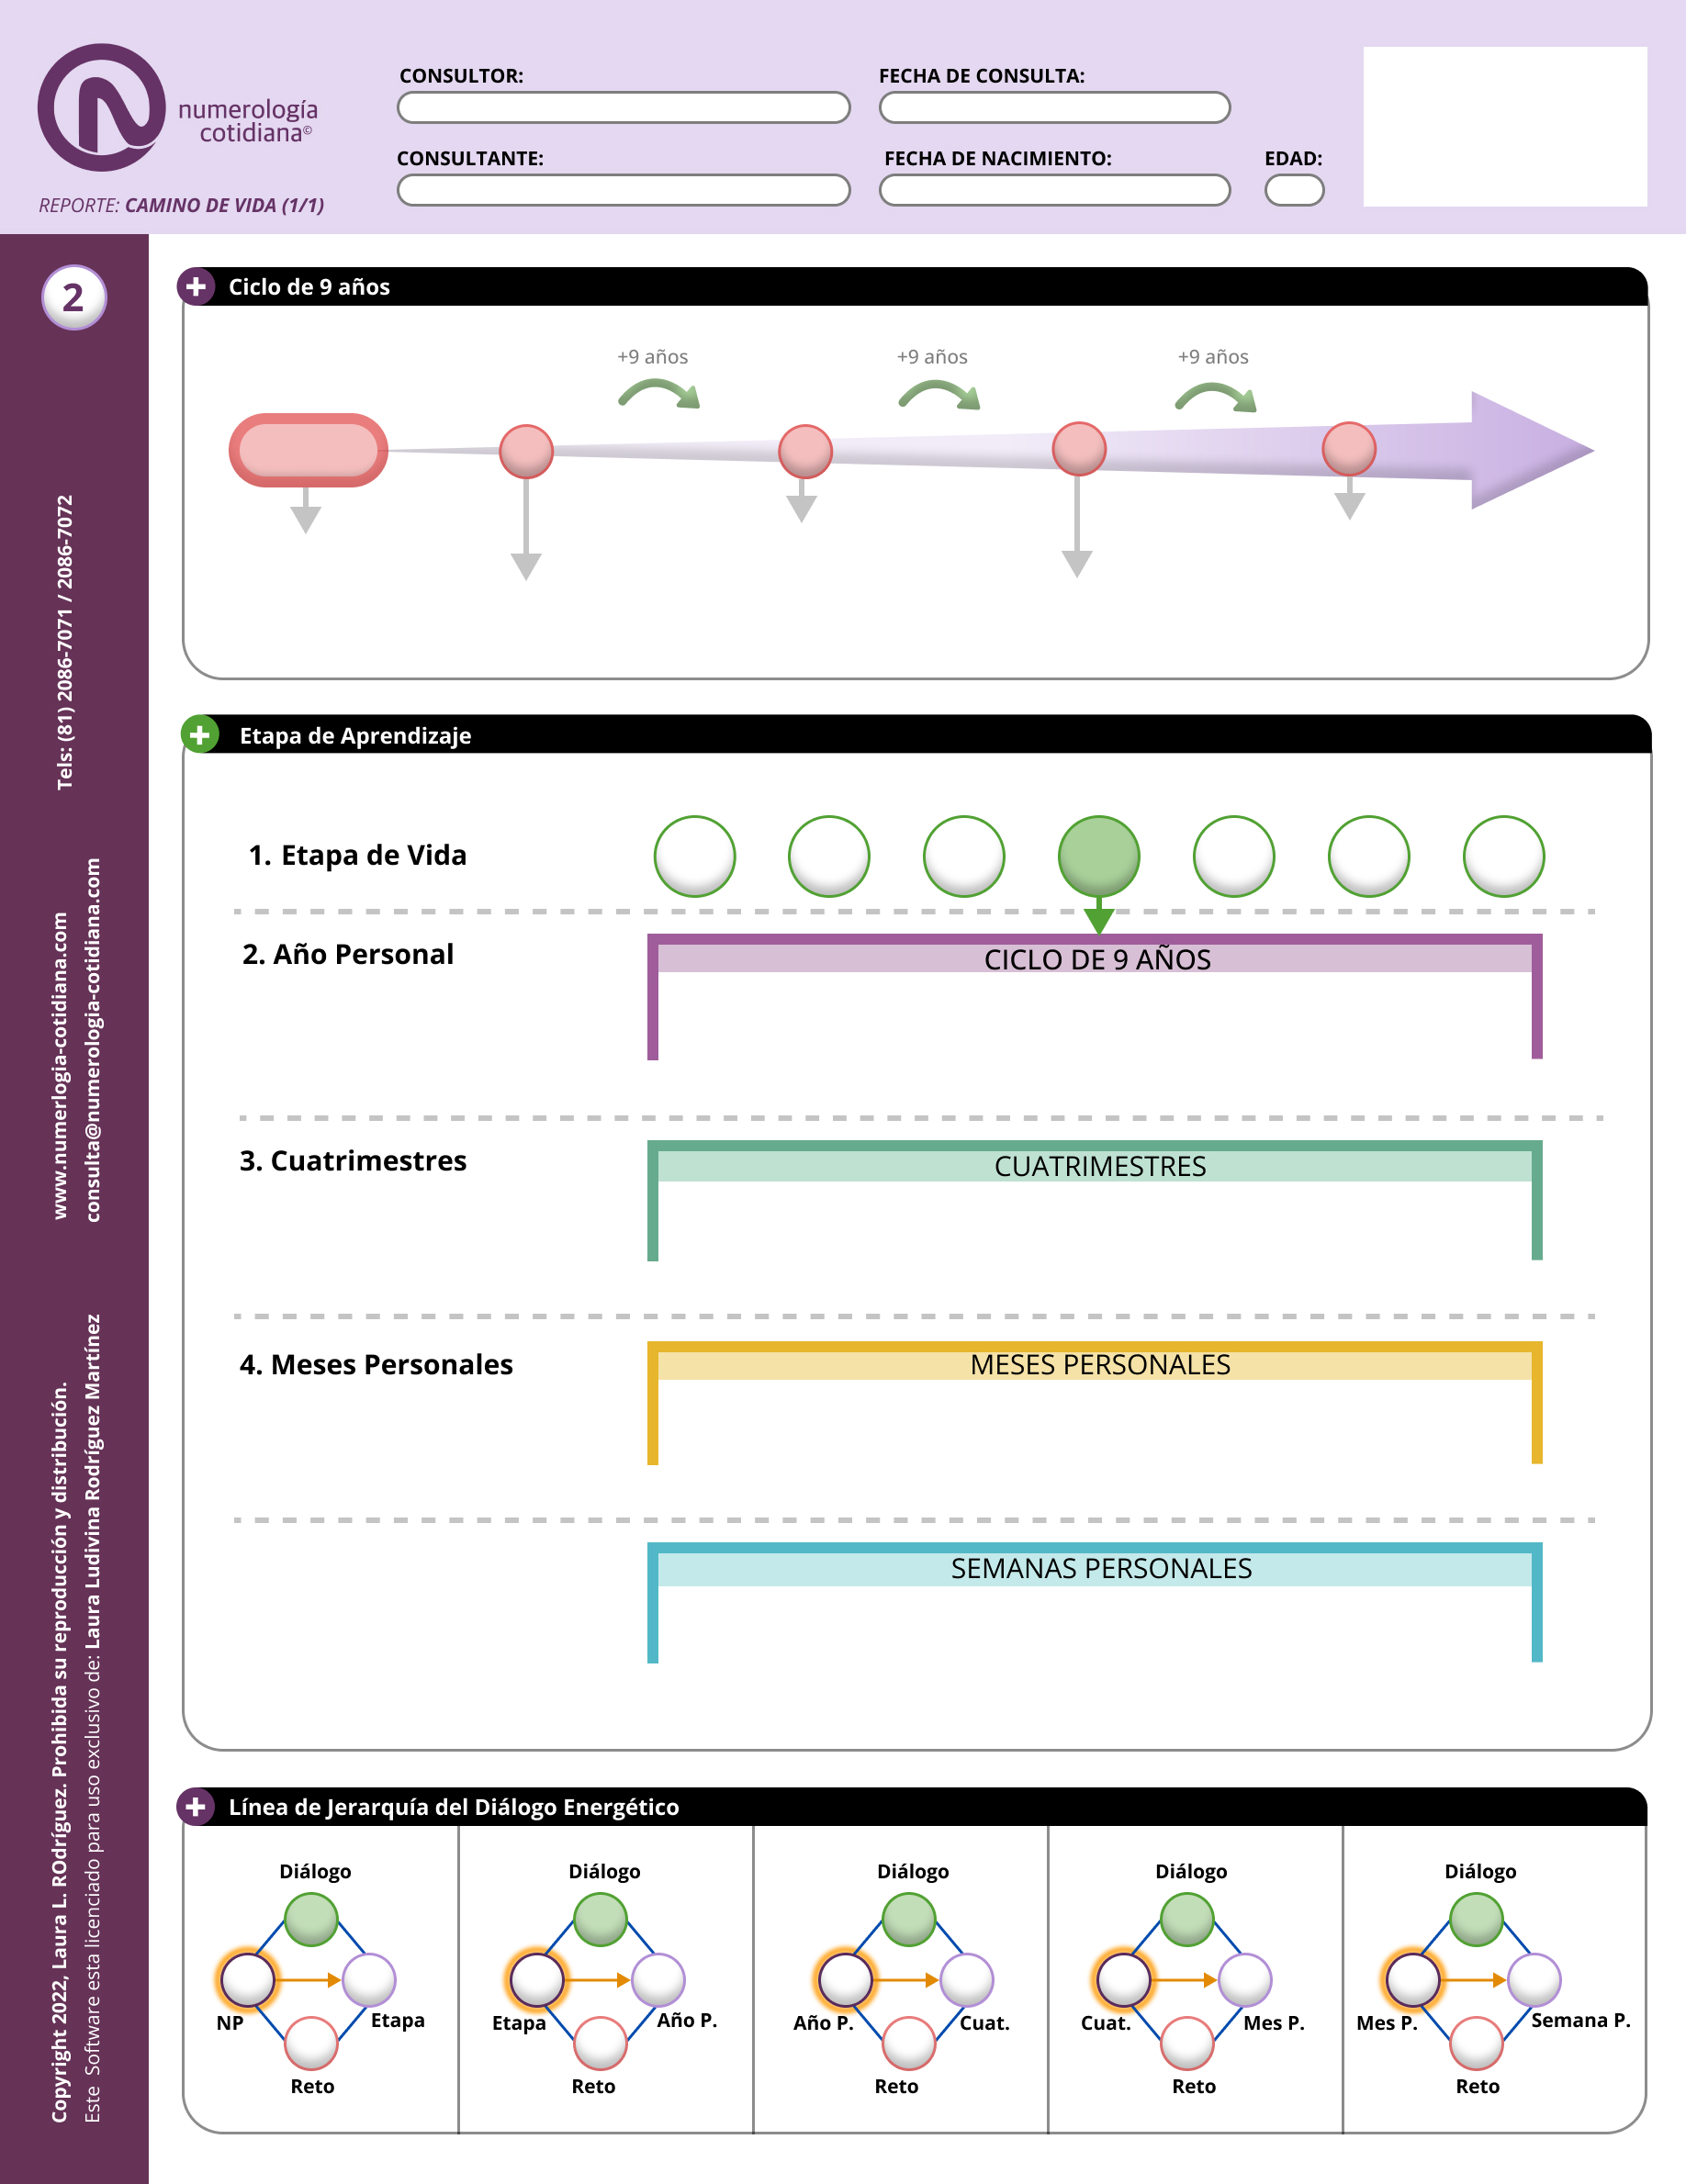 numerología
cotidiana©
REPORTE: CAMINO DE VIDA (1/1)
CONSULTOR:
FECHA DE CONSULTA:
CONSULTANTE:
FECHA DE NACIMIENTO:
EDAD:
2
Tels: (81) 2086-7071 / 2086-7072
www.numerlogia-cotidiana.com
consulta@numerologia-cotidiana.com
Copyright 2022, Laura L. ROdríguez. Prohibida su reproducción y distribución.
Este Software esta licenciado para uso exclusivo de: Laura Ludivina Rodríguez Martínez
Ciclo de 9 años
+9 años
+9 años
+9 años
Etapa de Aprendizaje
1. Etapa de Vida
2. Año Personal
CICLO DE 9 AÑOS
3. Cuatrimestres
CUATRIMESTRES
4. Meses Personales
MESES PERSONALES
SEMANAS PERSONALES
Línea de Jerarquía del Diálogo Energético
Diálogo
NP
Etapa
Reto
Diálogo
Etapa
Año P.
Reto
Diálogo
Año P.
Cuat.
Reto
Diálogo
Cuat.
Mes P.
Reto
Diálogo
Mes P.
Semana P.
Reto